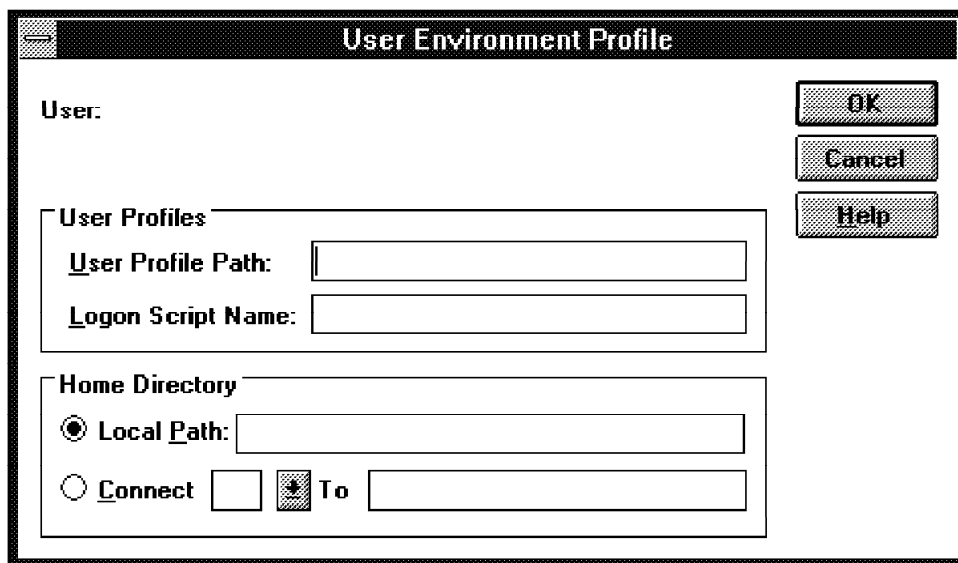 User Environment Profile
User:
OK
Cancel
Help
User Profiles
User Profile Path:
Logon Script Name:
Home Directory
Local Path:
Connect To